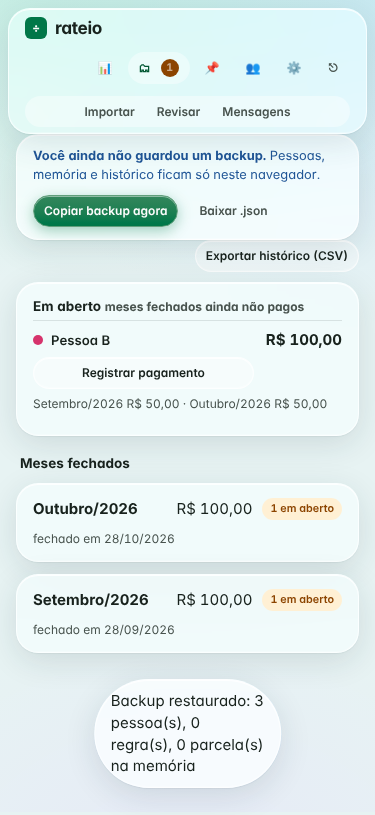 rateio
1
Importar Revisar Mensagens
Você ainda não guardou um backup. Pessoas,
memória e histórico ficam só neste navegador.
Copiar backup agora Baixar .json
Exportar histórico (CSV)
Em aberto meses fechados ainda não pagos
Pessoa B R$ 100,00
Registrar pagamento
Setembro/2026 R$ 50,00 · Outubro/2026 R$ 50,00
Meses fechados
Outubro/2026 R$ 100,00 1 em aberto
fechado em 28/10/2026
Setembro/2026 R$ 100,00 1 em aberto
fechado em 28/09/2026
Backup restaurado: 3
pessoa(s), 0
regra(s), 0 parcela(s)
na memória